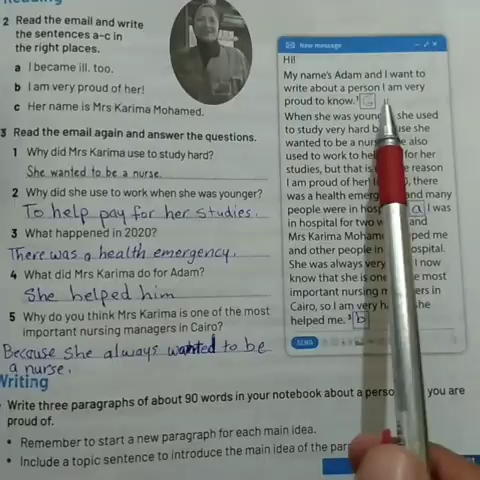 2 Read the email and write
the sentences a-c in
the right places.
a I became ill, too.
b I am very proud of her!
c Her name is Mrs Karima Mohamed.
3 Read the email again and answer the questions.
1 Why did Mrs Karima use to study hard?
She wanted to be a nurse.
2 Why did she use to work when she was younger?
To help pay for her studies.
3 What happened in 2020?
There was a health emergency.
4 What did Mrs Karima do for Adam?
She helped him
5 Why do you think Mrs Karima is one of the most
important nursing managers in Cairo?
Because she always wanted to be
a nurse.
Writing
Write three paragraphs of about 90 words in your notebook about a you are
proud of.
• Remember to start a new paragraph for each main idea.
• Include a topic sentence to introduce the main idea of the
New message
Hi!
My name's Adam and I want to
write about a person I am very
proud to know. 1
When she was she used
to study very hard she
wanted to be a also
used to work to for her
studies, but that is reason
I am proud of her! there
was a health and many
people were in a I was
in hospital for two and
Mrs Karima me
and other people in
She was always very I now
know that she is one most
important nursing in
Cairo, so I am very she
helped me. 3 b
SEND